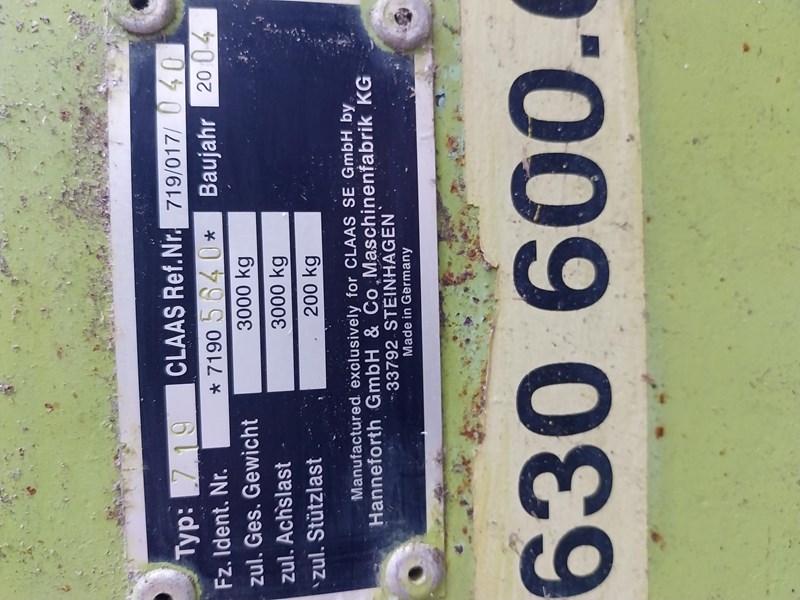 Typ: 719 CLAAS Ref.Nr. 719/017/040
Fz. Ident. Nr. *71905640* Baujahr 2004
zul. Ges. Gewicht 3000 kg
zul. Achslast 3000 kg
zul. Stützlast 200 kg
Manufactured exclusively for CLAAS SE GmbH by
Hanneforth GmbH & Co. Maschinenfabrik KG
33792 STEINHAGEN
Made in Germany
630 600.